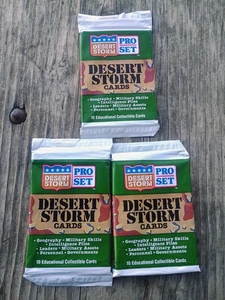 DESERT
STORM
PRO
SET
DESERT
STORM
CARDS
• Geography • Military Skills
• Intelligence Files
• Leaders • Military Assets
• Personnel • Governments
10 Educational Collectible Cards
DESERT
STORM
PRO
SET
DESERT
STORM
CARDS
• Geography • Military Skills
• Intelligence Files
• Leaders • Military Assets
• Personnel • Governments
10 Educational Collectible Cards
DESERT
STORM
PRO
SET
DESERT
STORM
CARDS
• Geography • Military Skills
• Intelligence Files
• Leaders • Military Assets
• Personnel • Governments
10 Educational Collectible Cards